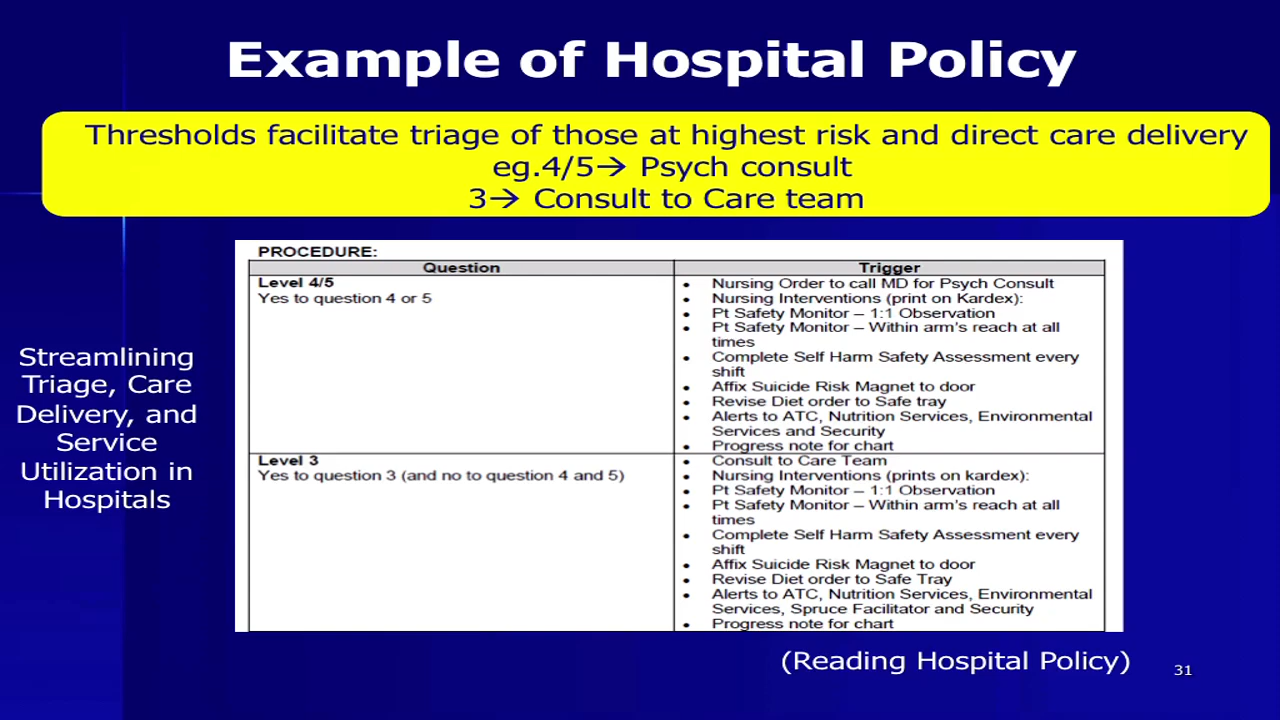 Example of Hospital Policy
Thresholds facilitate triage of those at highest risk and direct care delivery
eg.4/5→ Psych consult
3→ Consult to Care team
Streamlining
Triage, Care
Delivery, and
Service
Utilization in
Hospitals
PROCEDURE:
Question
Trigger
Level 4/5
Yes to question 4 or 5
• Nursing Order to call MD for Psych Consult
• Nursing Interventions (print on Kardex):
• Pt Safety Monitor – 1:1 Observation
• Pt Safety Monitor – Within arm's reach at all
times
• Complete Self Harm Safety Assessment every
shift
• Affix Suicide Risk Magnet to door
• Revise Diet order to Safe tray
• Alerts to ATC, Nutrition Services, Environmental
Services and Security
• Progress note for chart
Level 3
Yes to question 3 (and no to question 4 and 5)
• Consult to Care Team
• Nursing Interventions (prints on kardex):
• Pt Safety Monitor – 1:1 Observation
• Pt Safety Monitor – Within arm's reach at all
times
• Complete Self Harm Safety Assessment every
shift
• Affix Suicide Risk Magnet to door
• Revise Diet order to Safe Tray
• Alerts to ATC, Nutrition Services, Environmental
Services, Spruce Facilitator and Security
• Progress note for chart
(Reading Hospital Policy)
31